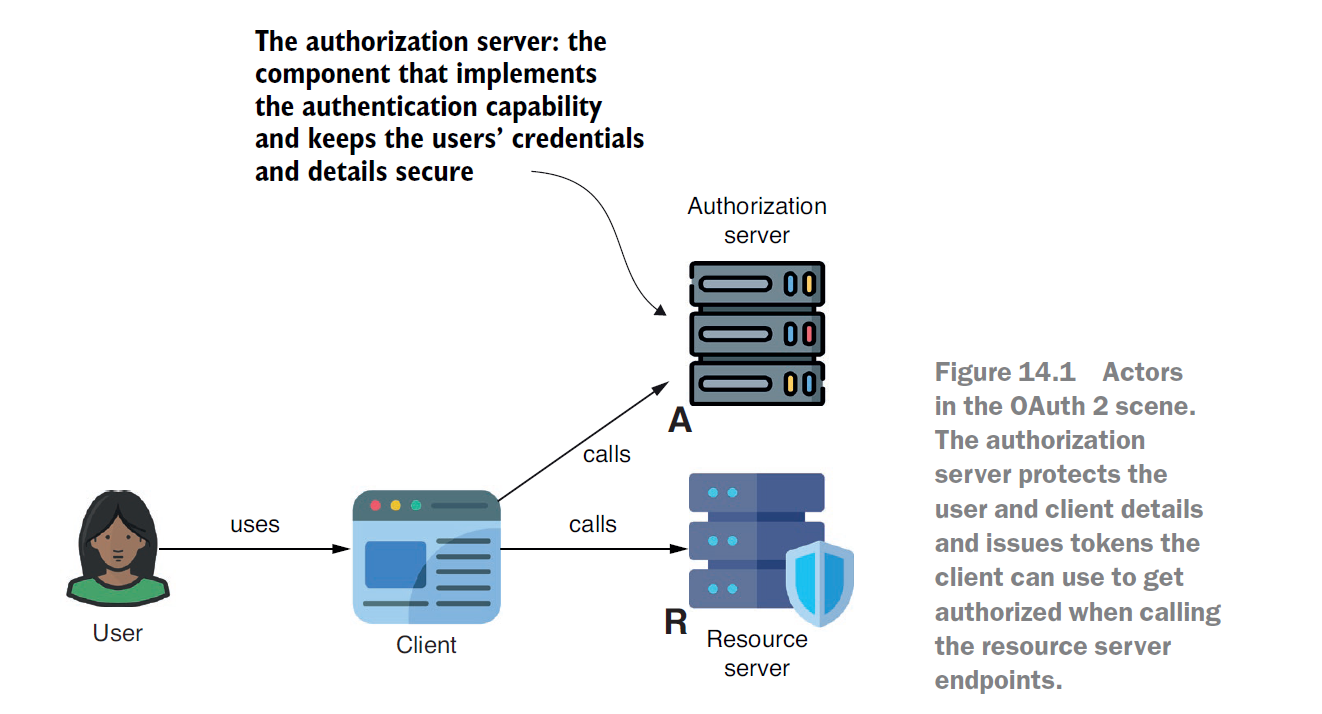 The authorization server: the
component that implements
the authentication capability
and keeps the users’ credentials
and details secure
Authorization
server
A
calls
uses
calls
User
Client
R
Resource
server
Figure 14.1 Actors
in the OAuth 2 scene.
The authorization
server protects the
user and client details
and issues tokens the
client can use to get
authorized when calling
the resource server
endpoints.